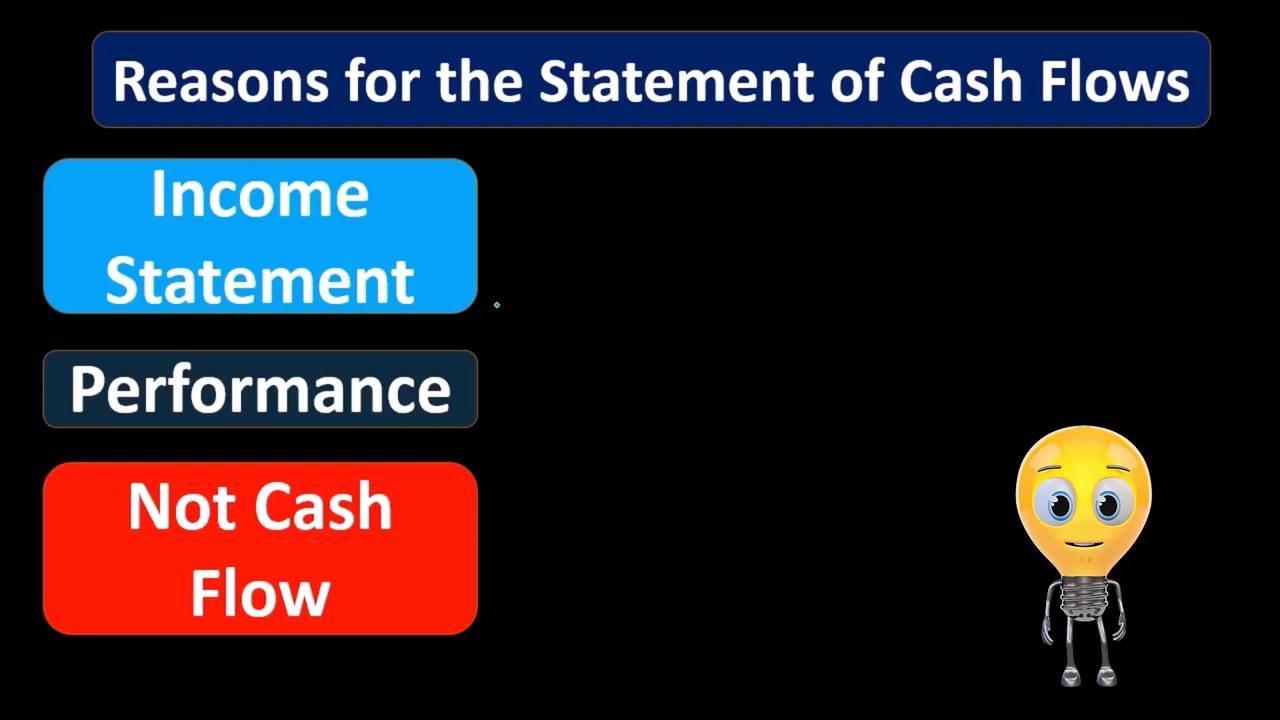 Reasons for the Statement of Cash Flows
Income
Statement
Performance
Not Cash
Flow